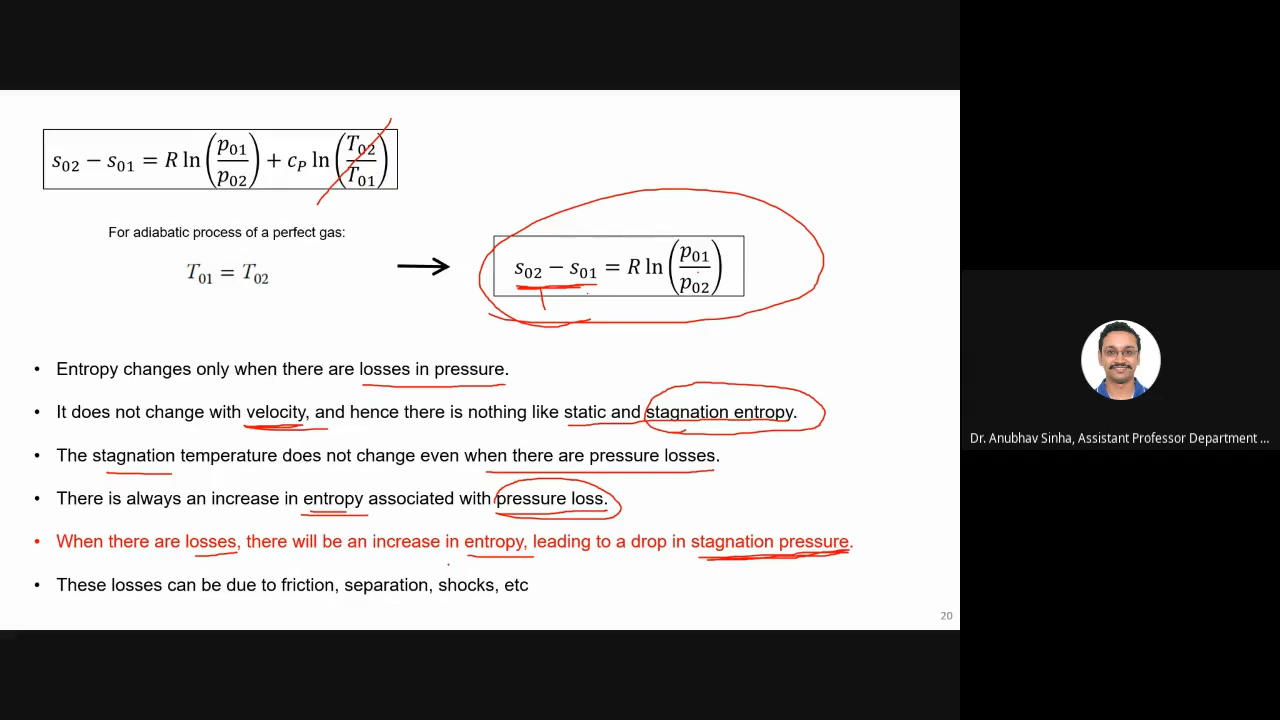 s₀₂ − s₀₁ = R ln(p₀₁/p₀₂) + c_P ln(T₀₂/T₀₁)
For adiabatic process of a perfect gas:
T₀₁ = T₀₂
s₀₂ − s₀₁ = R ln(p₀₁/p₀₂)
• Entropy changes only when there are losses in pressure.
• It does not change with velocity, and hence there is nothing like static and stagnation entropy.
• The stagnation temperature does not change even when there are pressure losses.
• There is always an increase in entropy associated with pressure loss.
• When there are losses, there will be an increase in entropy, leading to a drop in stagnation pressure.
• These losses can be due to friction, separation, shocks, etc
20
Dr. Anubhav Sinha, Assistant Professor Department ...